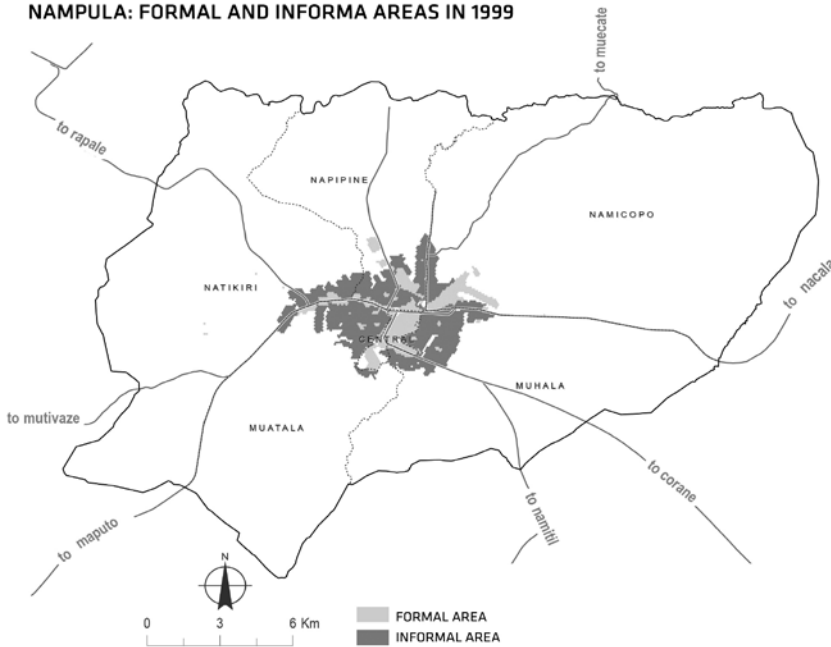 NAMPULA: FORMAL AND INFORMA AREAS IN 1999
to muecate
to rapale
NAPIPINE
NAMICOPO
to nacala
NATIKIRI
CENTRAL
MUHALA
to mutivaze
MUATALA
to corane
to namitil
to maputo
N
0 3 6 Km
FORMAL AREA
INFORMAL AREA